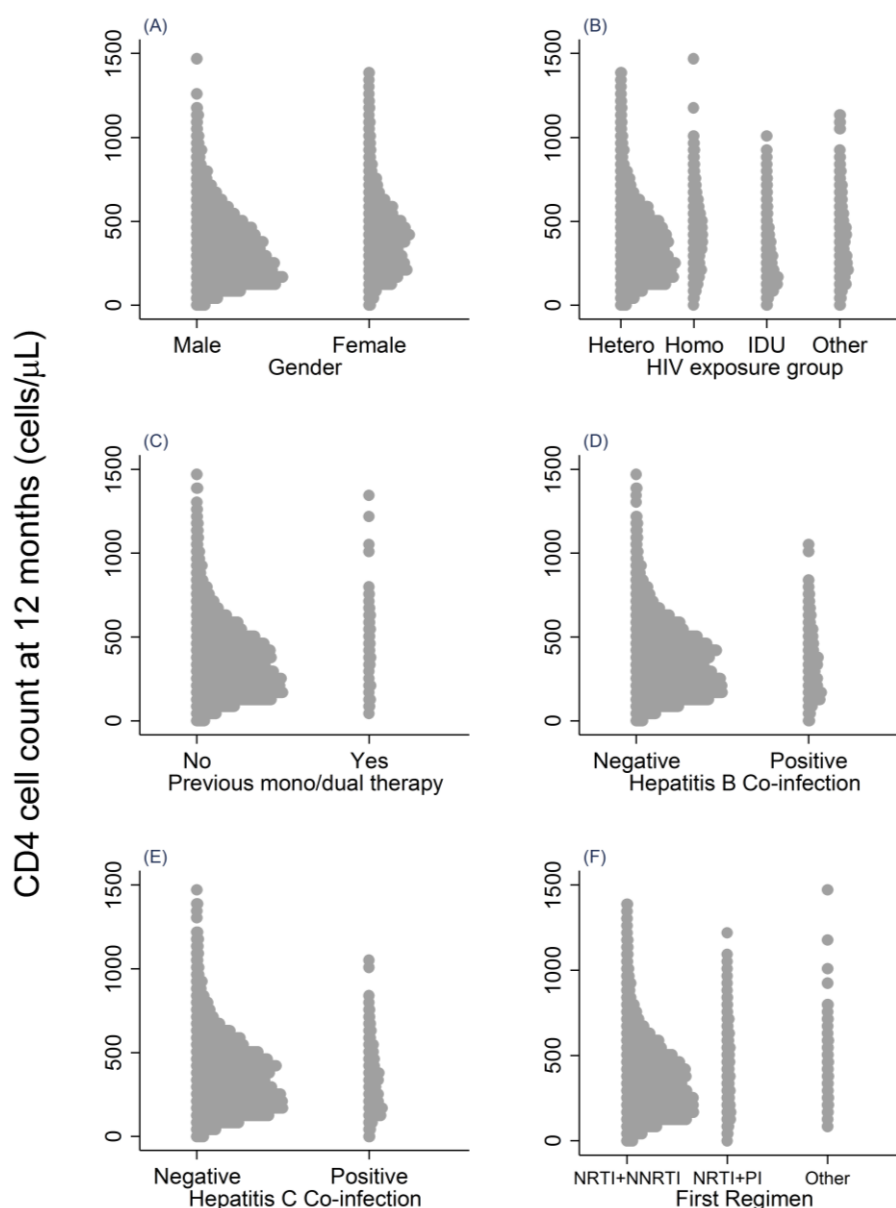 CD4 cell count at 12 months (cells/μL)
(A)
1500
1000
500
0
Male Female
Gender
(B)
1500
1000
500
0
Hetero Homo IDU Other
HIV exposure group
(C)
1500
1000
500
0
No Yes
Previous mono/dual therapy
(D)
1500
1000
500
0
Negative Positive
Hepatitis B Co-infection
(E)
1500
1000
500
0
Negative Positive
Hepatitis C Co-infection
(F)
1500
1000
500
0
NRTI+NNRTI NRTI+PI Other
First Regimen